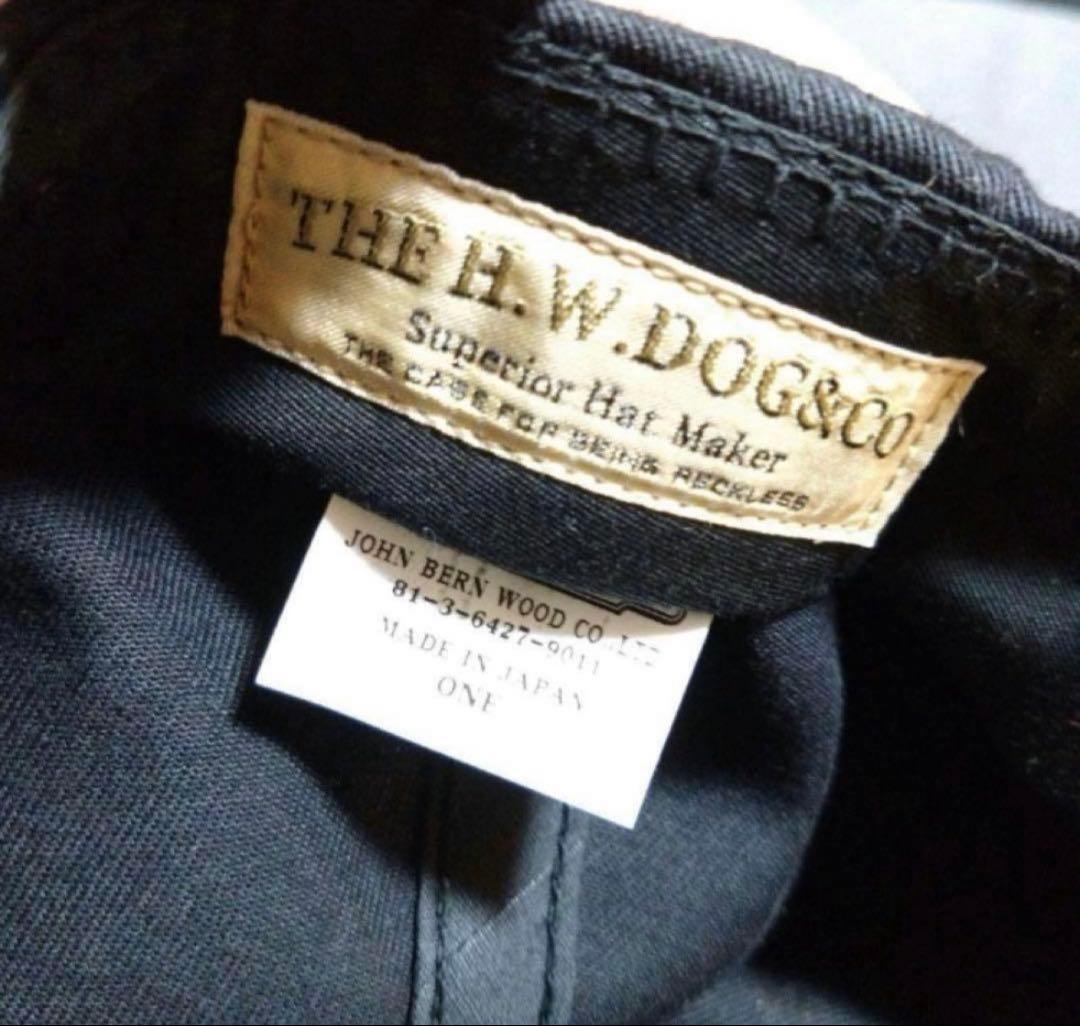 THE H.W.DOG&CO
Superior Hat Maker
THE CASE FOR BEING RECKLESS
JOHN BERN WOOD CO.,LTD
81-3-6427-9011
MADE IN JAPAN
ONE